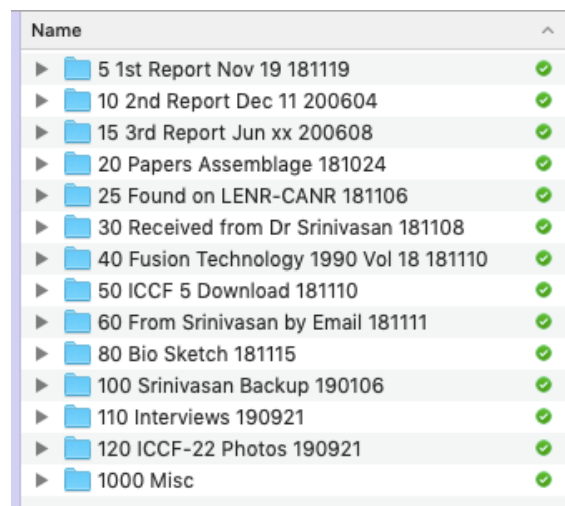 Name
5 1st Report Nov 19 181119
10 2nd Report Dec 11 200604
15 3rd Report Jun xx 200608
20 Papers Assemblage 181024
25 Found on LENR-CANR 181106
30 Received from Dr Srinivasan 181108
40 Fusion Technology 1990 Vol 18 181110
50 ICCF 5 Download 181110
60 From Srinivasan by Email 181111
80 Bio Sketch 181115
100 Srinivasan Backup 190106
110 Interviews 190921
120 ICCF-22 Photos 190921
1000 Misc